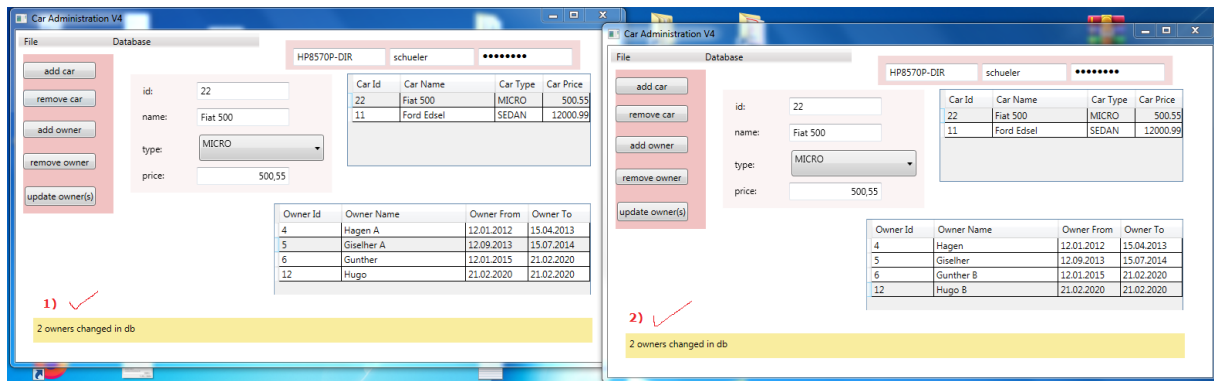 Car Administration V4
File Database
HP8570P-DIR schueler ••••••••
add car
remove car
add owner
remove owner
update owner(s)
id: 22
name: Fiat 500
type: MICRO
price: 500,55
Car Id Car Name Car Type Car Price
22 Fiat 500 MICRO 500.55
11 Ford Edsel SEDAN 12000.99
Owner Id Owner Name Owner From Owner To
4 Hagen A 12.01.2012 15.04.2013
5 Giselher A 12.09.2013 15.07.2014
6 Gunther 12.01.2015 21.02.2020
12 Hugo 21.02.2020 21.02.2020
1)
2 owners changed in db
Car Administration V4
File Database
HP8570P-DIR schueler ••••••••
add car
remove car
add owner
remove owner
update owner(s)
id: 22
name: Fiat 500
type: MICRO
price: 500,55
Car Id Car Name Car Type Car Price
22 Fiat 500 MICRO 500.55
11 Ford Edsel SEDAN 12000.99
Owner Id Owner Name Owner From Owner To
4 Hagen 12.01.2012 15.04.2013
5 Giselher 12.09.2013 15.07.2014
6 Gunther B 12.01.2015 21.02.2020
12 Hugo B 21.02.2020 21.02.2020
2)
2 owners changed in db